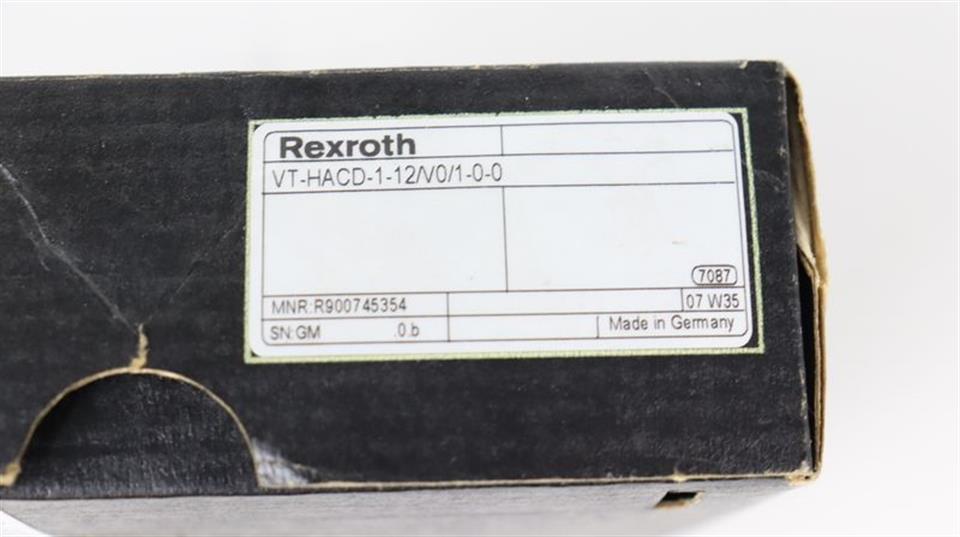 Rexroth
VT-HACD-1-12/V0/1-0-0
7087
MNR:R900745354
07 W35
SN:GM .0.b
Made in Germany